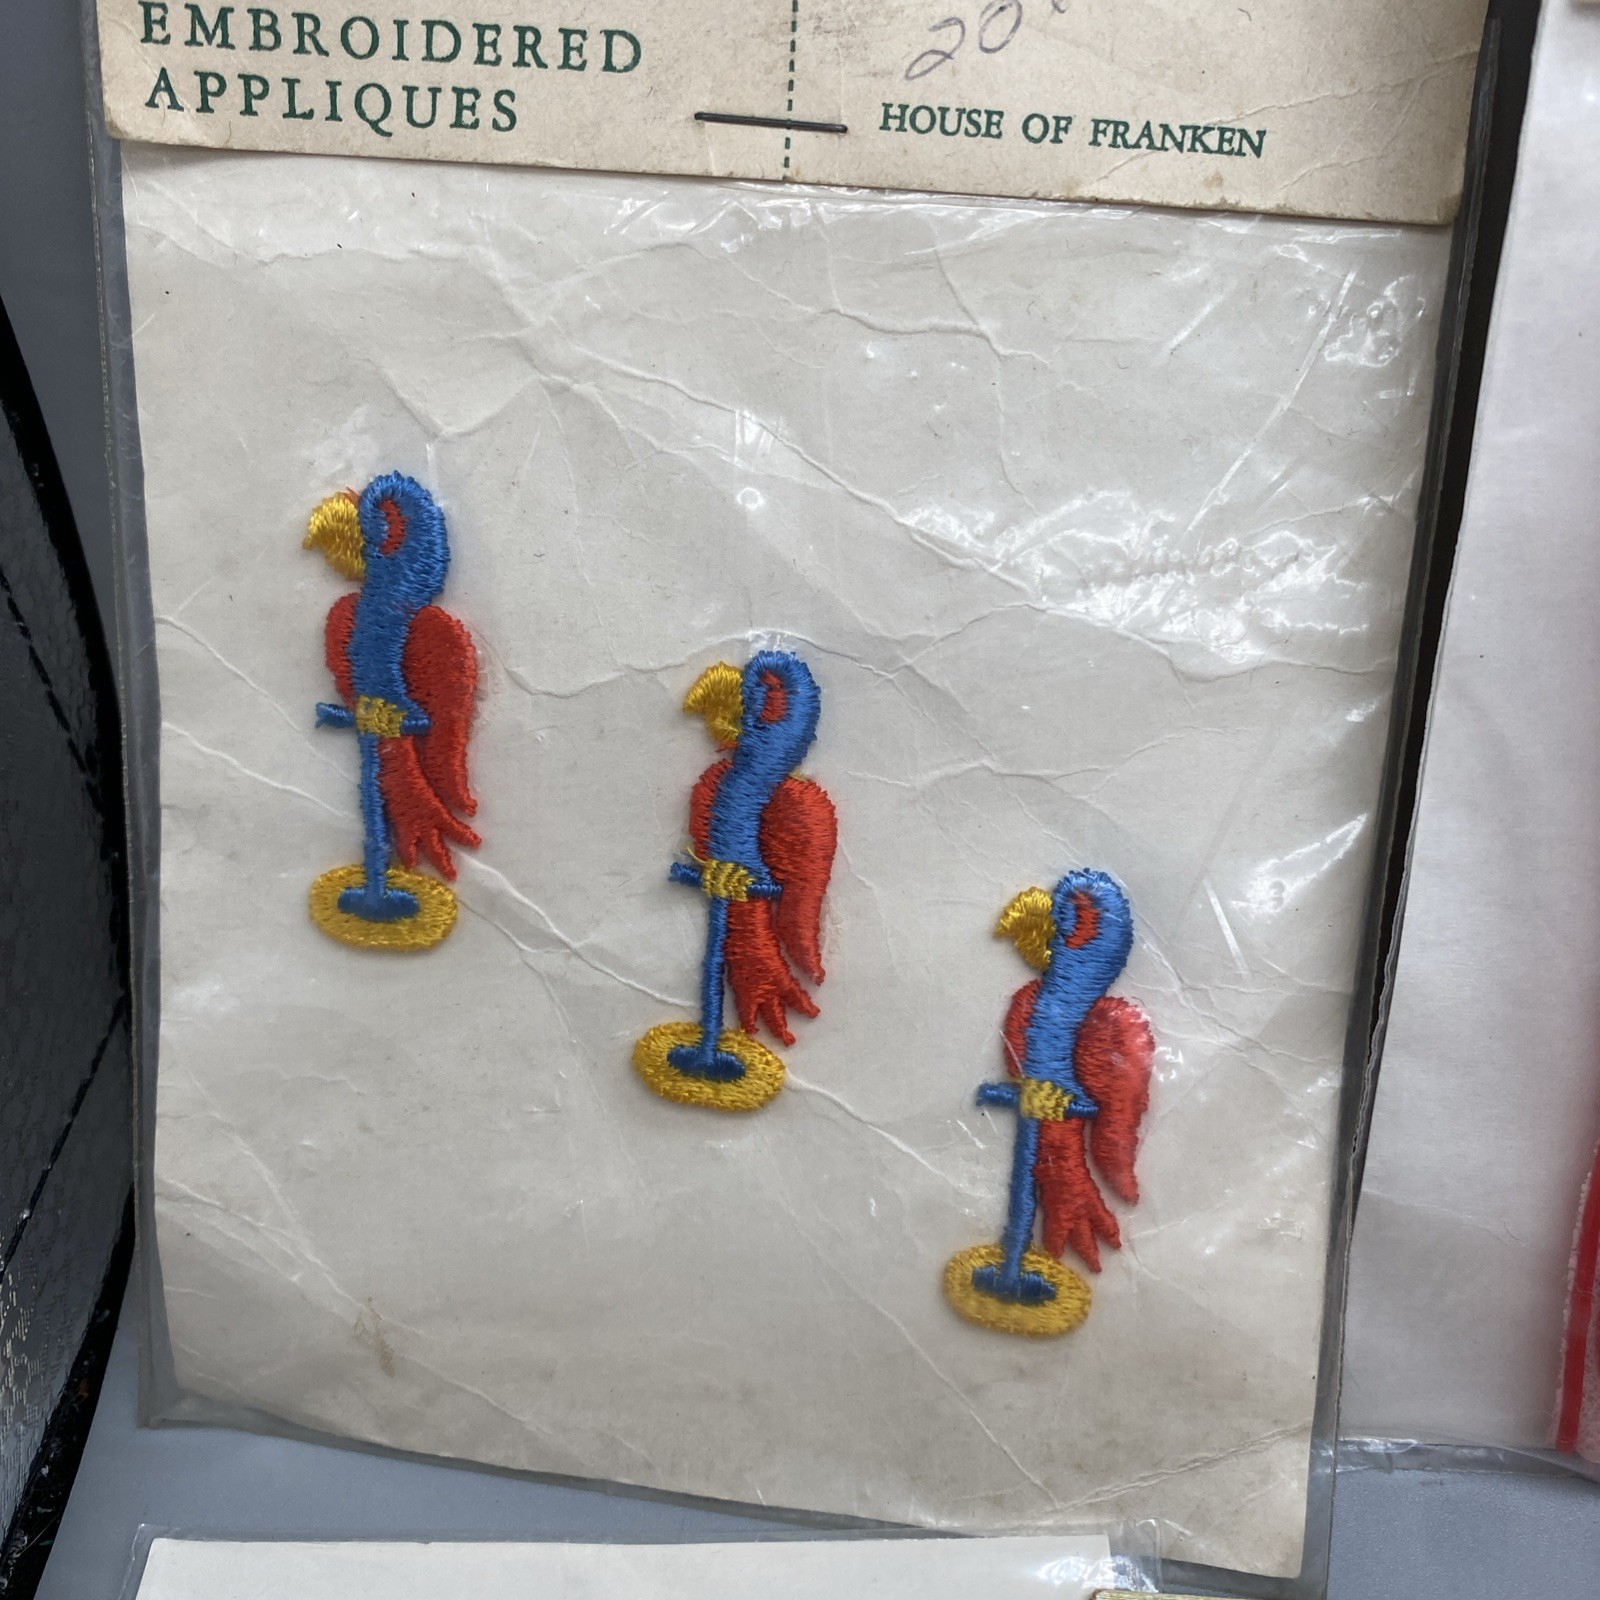 EMBROIDERED
APPLIQUES
20¢
HOUSE OF FRANKEN